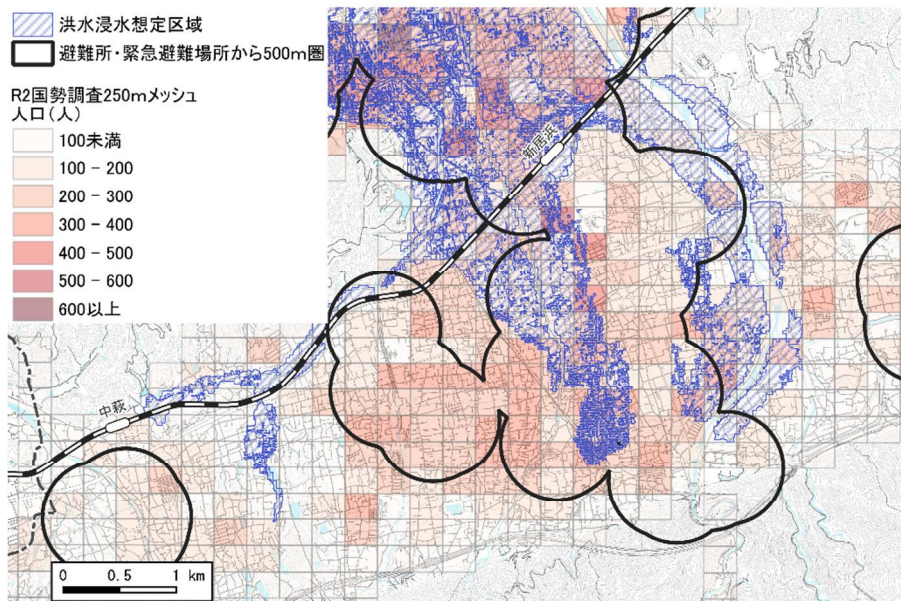 洪水浸水想定区域
避難所・緊急避難場所から500m圏
R2国勢調査250mメッシュ
人口(人)
100未満
100 - 200
200 - 300
300 - 400
400 - 500
500 - 600
600以上
新居浜
中萩
0 0.5 1 km